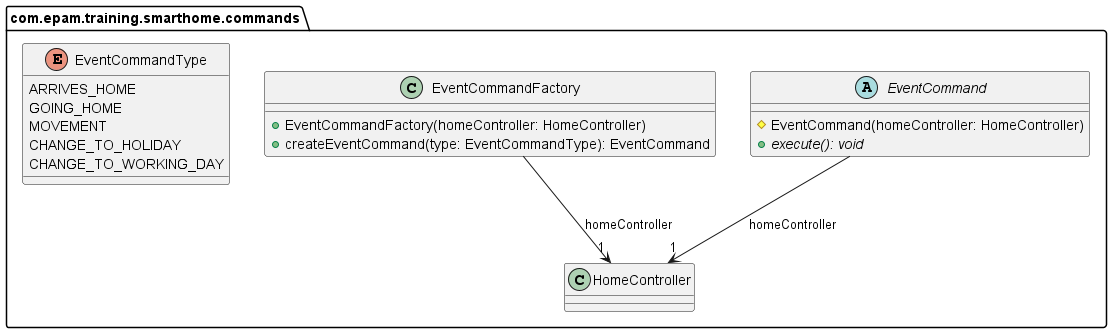 com.epam.training.smarthome.commands
E EventCommandType
ARRIVES_HOME
GOING_HOME
MOVEMENT
CHANGE_TO_HOLIDAY
CHANGE_TO_WORKING_DAY
C EventCommandFactory
EventCommandFactory(homeController: HomeController)
createEventCommand(type: EventCommandType): EventCommand
A EventCommand
EventCommand(homeController: HomeController)
execute(): void
homeController
1
homeController
1
C HomeController